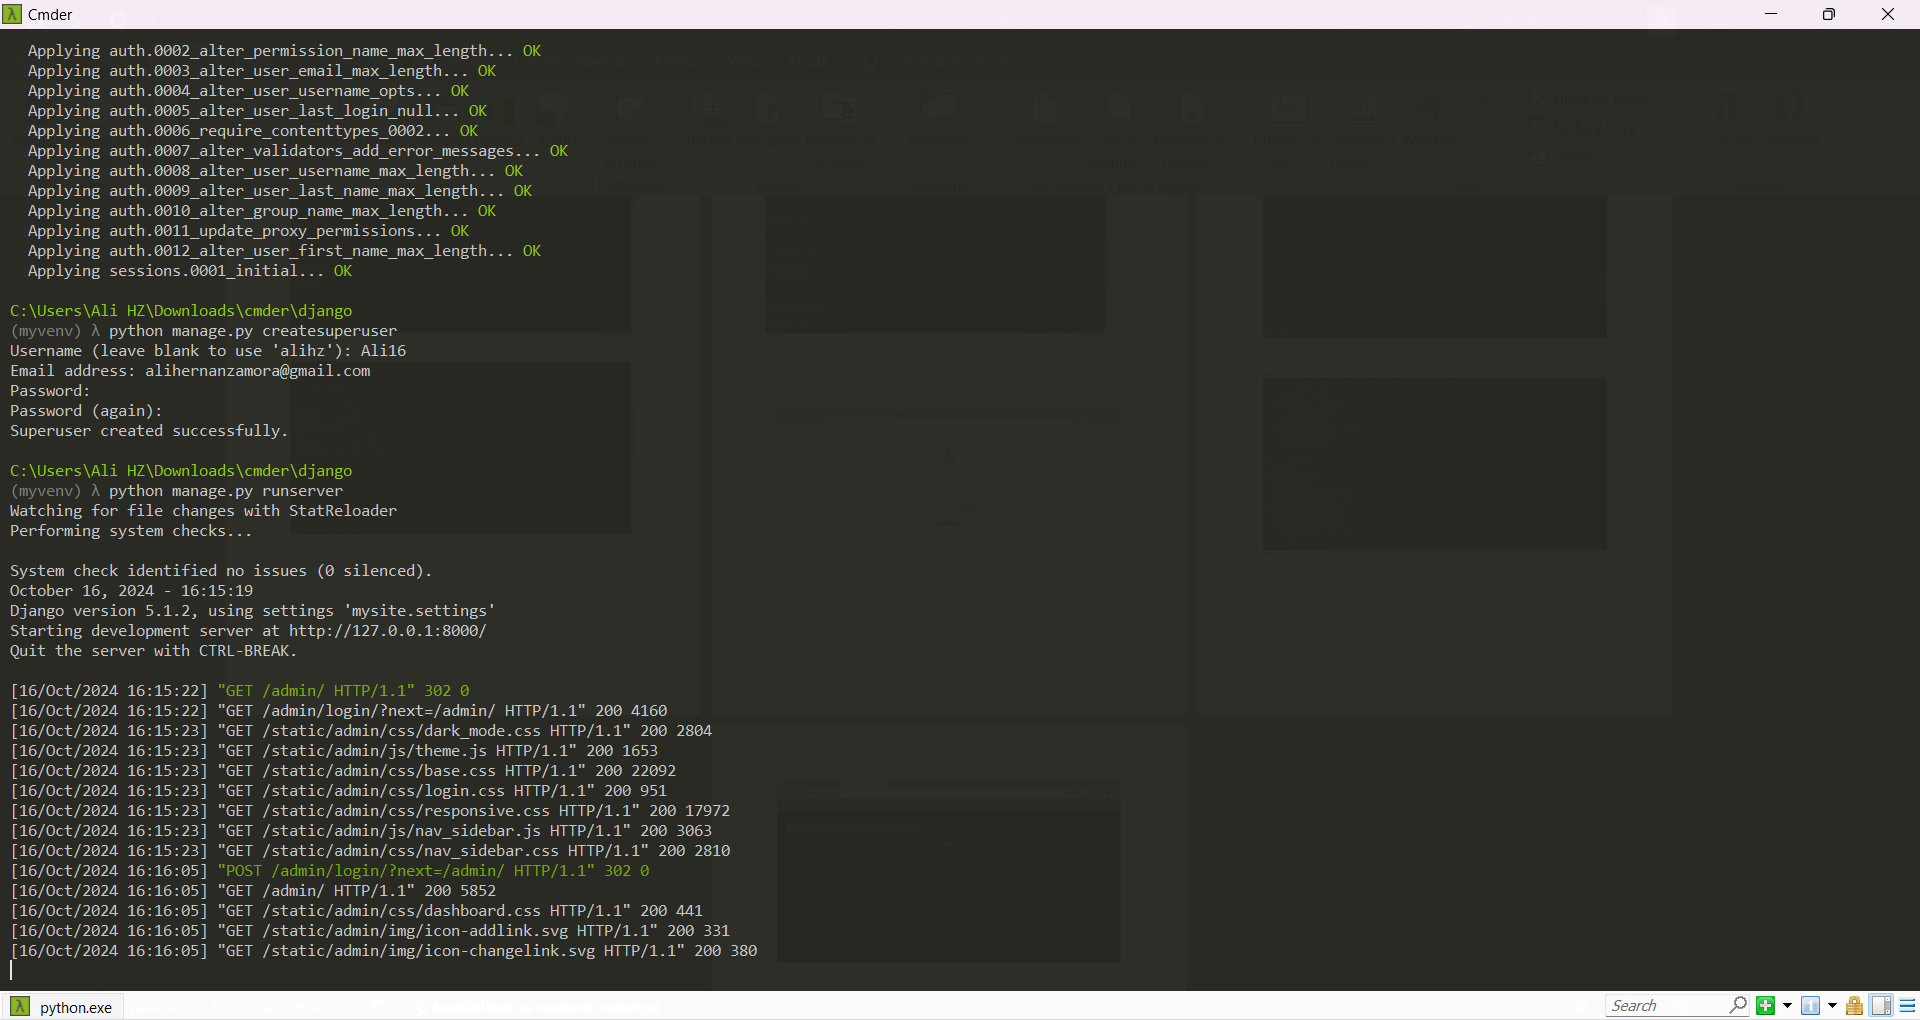 Cmder
Applying auth.0002_alter_permission_name_max_length... OK
Applying auth.0003_alter_user_email_max_length... OK
Applying auth.0004_alter_user_username_opts... OK
Applying auth.0005_alter_user_last_login_null... OK
Applying auth.0006_require_contenttypes_0002... OK
Applying auth.0007_alter_validators_add_error_messages... OK
Applying auth.0008_alter_user_username_max_length... OK
Applying auth.0009_alter_user_last_name_max_length... OK
Applying auth.0010_alter_group_name_max_length... OK
Applying auth.0011_update_proxy_permissions... OK
Applying auth.0012_alter_user_first_name_max_length... OK
Applying sessions.0001_initial... OK
C:\Users\Ali HZ\Downloads\cmder\django
(myvenv) λ python manage.py createsuperuser
Username (leave blank to use 'alihz'): Ali16
Email address: alihernanzamora@gmail.com
Password:
Password (again):
Superuser created successfully.
C:\Users\Ali HZ\Downloads\cmder\django
(myvenv) λ python manage.py runserver
Watching for file changes with StatReloader
Performing system checks...
System check identified no issues (0 silenced).
October 16, 2024 - 16:15:19
Django version 5.1.2, using settings 'mysite.settings'
Starting development server at http://127.0.0.1:8000/
Quit the server with CTRL-BREAK.
[16/Oct/2024 16:15:22] "GET /admin/ HTTP/1.1" 302 0
[16/Oct/2024 16:15:22] "GET /admin/login/?next=/admin/ HTTP/1.1" 200 4160
[16/Oct/2024 16:15:23] "GET /static/admin/css/dark_mode.css HTTP/1.1" 200 2804
[16/Oct/2024 16:15:23] "GET /static/admin/js/theme.js HTTP/1.1" 200 1653
[16/Oct/2024 16:15:23] "GET /static/admin/css/base.css HTTP/1.1" 200 22092
[16/Oct/2024 16:15:23] "GET /static/admin/css/login.css HTTP/1.1" 200 951
[16/Oct/2024 16:15:23] "GET /static/admin/css/responsive.css HTTP/1.1" 200 17972
[16/Oct/2024 16:15:23] "GET /static/admin/js/nav_sidebar.js HTTP/1.1" 200 3063
[16/Oct/2024 16:15:23] "GET /static/admin/css/nav_sidebar.css HTTP/1.1" 200 2810
[16/Oct/2024 16:16:05] "POST /admin/login/?next=/admin/ HTTP/1.1" 302 0
[16/Oct/2024 16:16:05] "GET /admin/ HTTP/1.1" 200 5852
[16/Oct/2024 16:16:05] "GET /static/admin/css/dashboard.css HTTP/1.1" 200 441
[16/Oct/2024 16:16:05] "GET /static/admin/img/icon-addlink.svg HTTP/1.1" 200 331
[16/Oct/2024 16:16:05] "GET /static/admin/img/icon-changelink.svg HTTP/1.1" 200 380
python.exe
Search